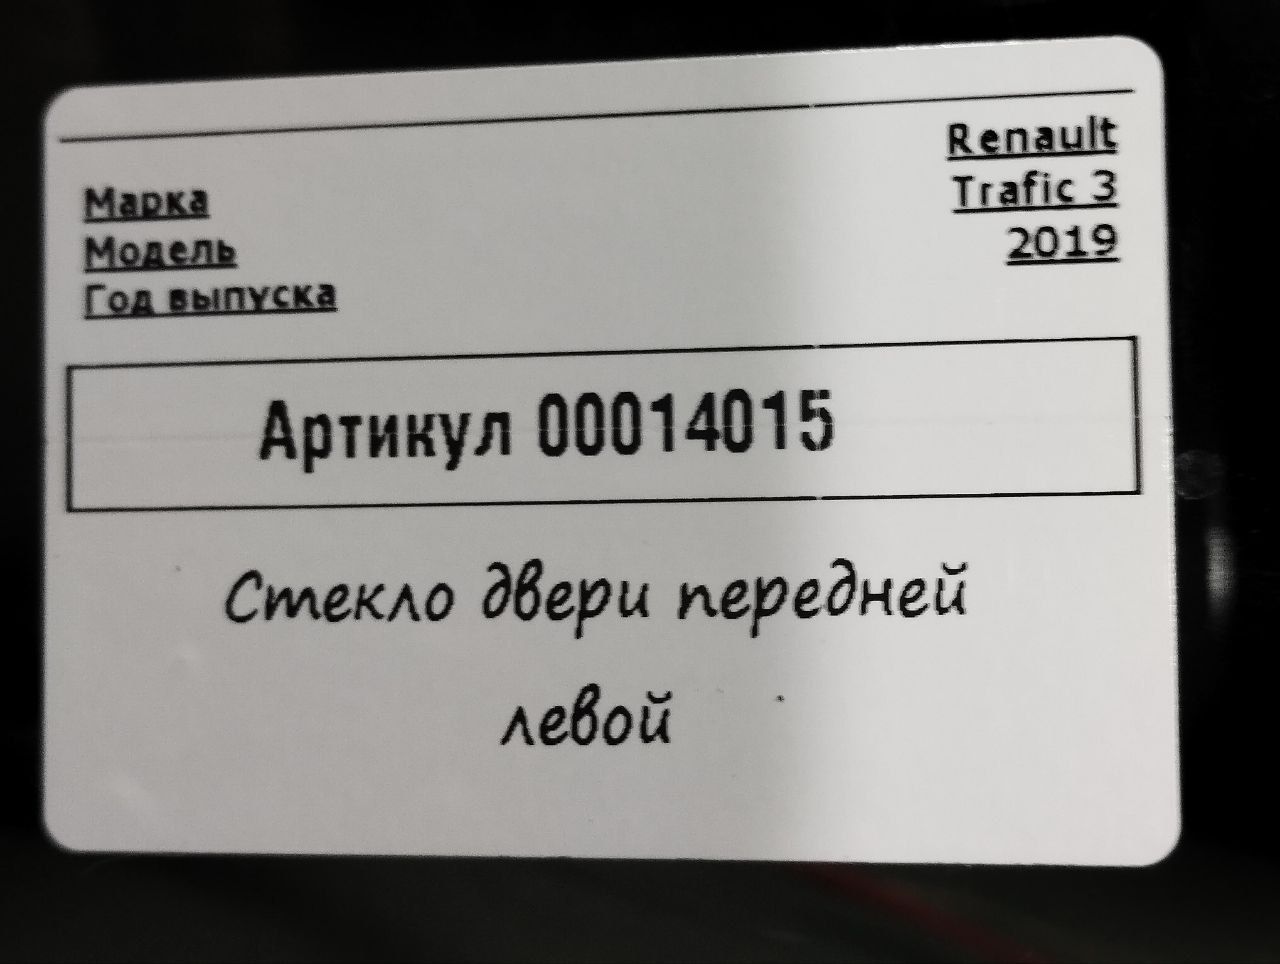 Renault
Марка
Trafic 3
Модель
2019
Год выпуска
Артикул 00014015
Стекло двери передней
левой